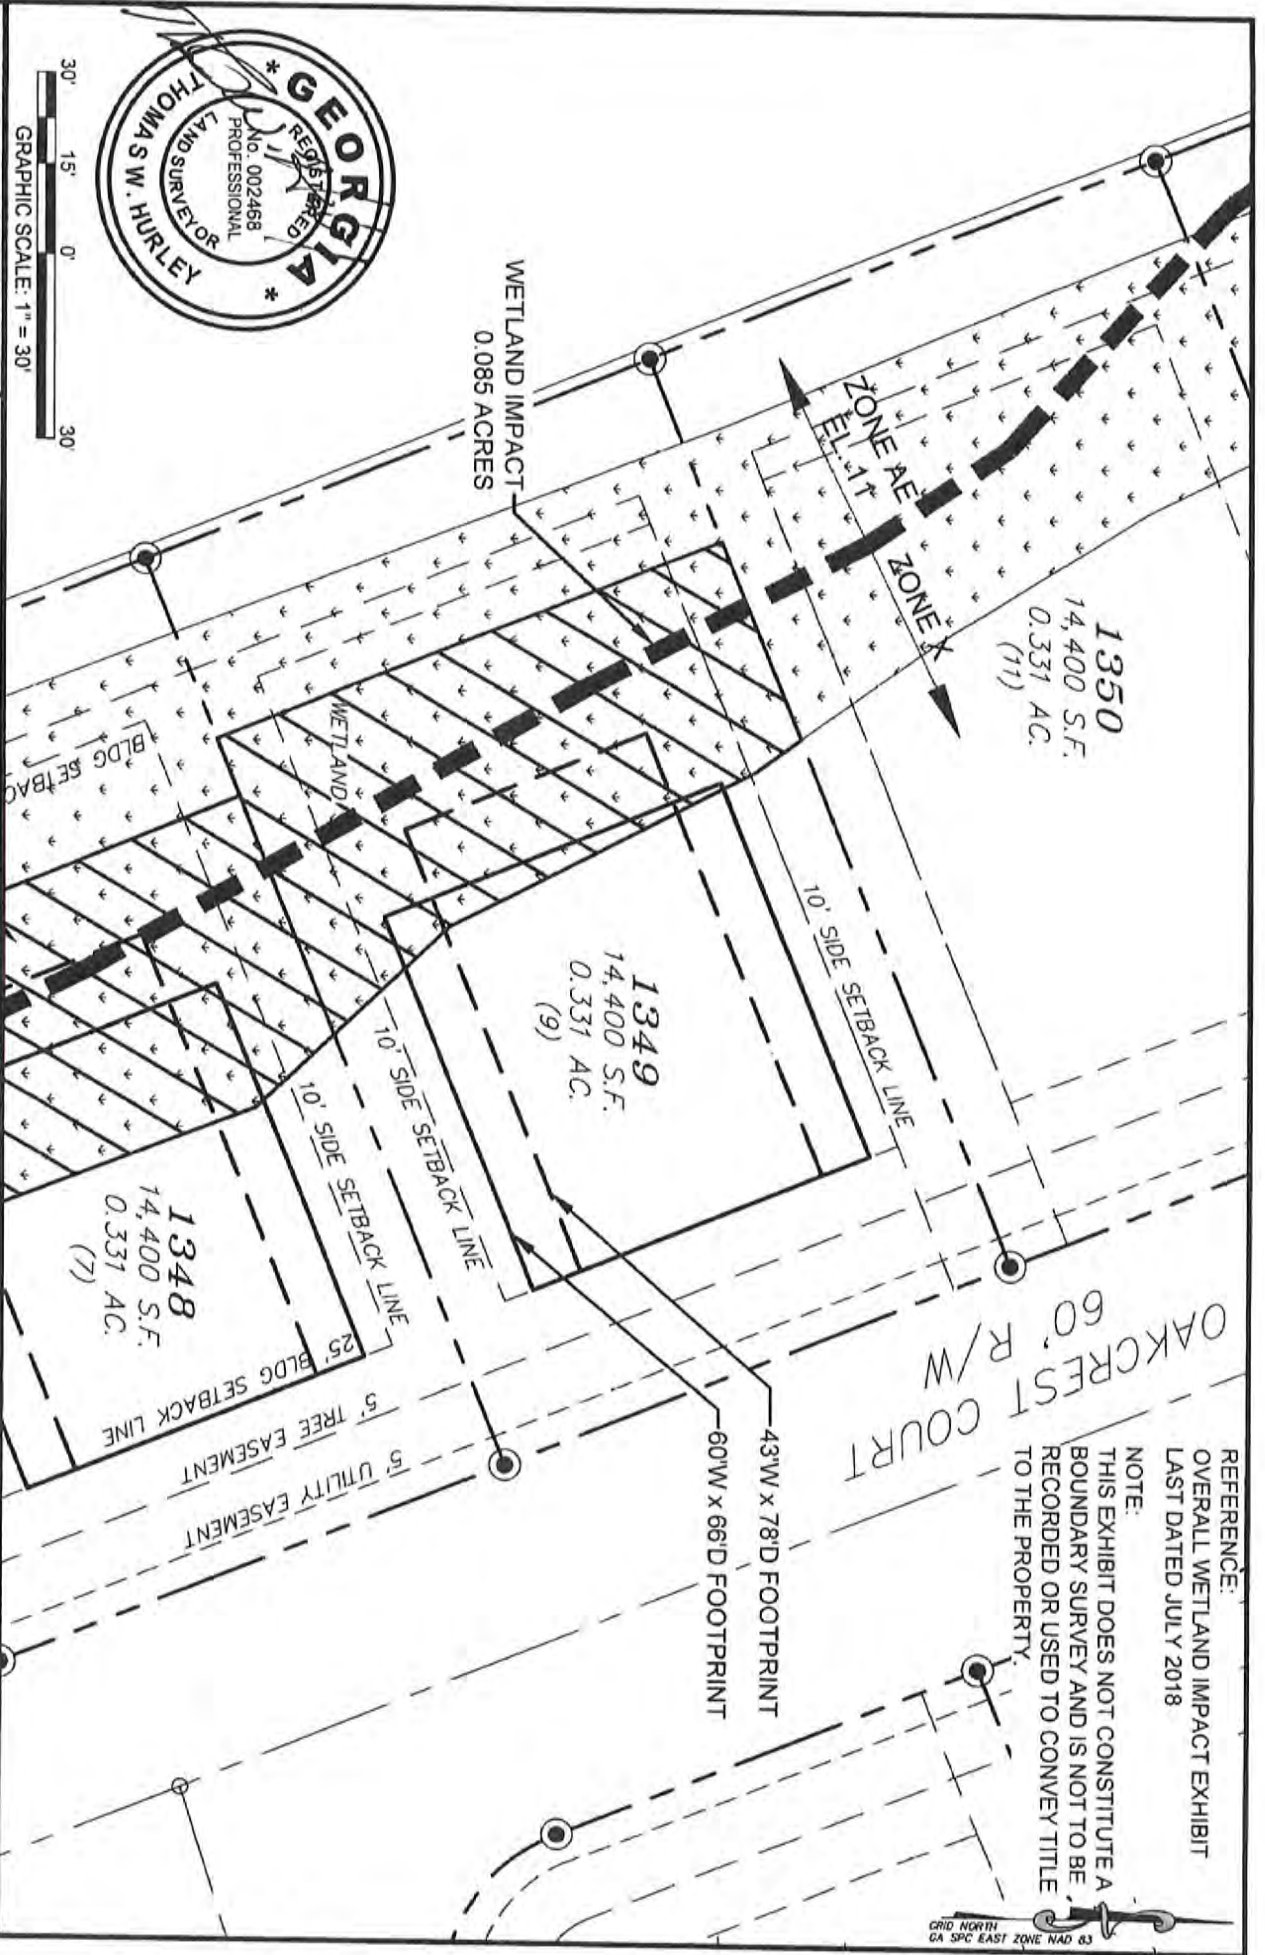 REFERENCE:
OVERALL WETLAND IMPACT EXHIBIT
LAST DATED JULY 2018
NOTE:
THIS EXHIBIT DOES NOT CONSTITUTE A
BOUNDARY SURVEY AND IS NOT TO BE
RECORDED OR USED TO CONVEY TITLE
TO THE PROPERTY.
GRID NORTH
GA SPC EAST ZONE NAD 83
OAKCREST COURT
60' R/W
1350
14,400 S.F.
0.331 AC.
(11)
ZONE AE
EL. 11
ZONE X
10' SIDE SETBACK LINE
43'W x 78'D FOOTPRINT
60'W x 66'D FOOTPRINT
1349
14,400 S.F.
0.331 AC.
(9)
WETLAND IMPACT
0.085 ACRES
10' SIDE SETBACK LINE
WETLAND
10' SIDE SETBACK LINE
1348
14,400 S.F.
0.331 AC.
(7)
25' BLDG SETBACK LINE
5' TREE EASEMENT
5' UTILITY EASEMENT
BLDG SETBAC
GEORGIA
REGISTERED
No. 002468
PROFESSIONAL
LAND SURVEYOR
THOMAS W. HURLEY
30' 15' 0' 30'
GRAPHIC SCALE: 1" = 30'